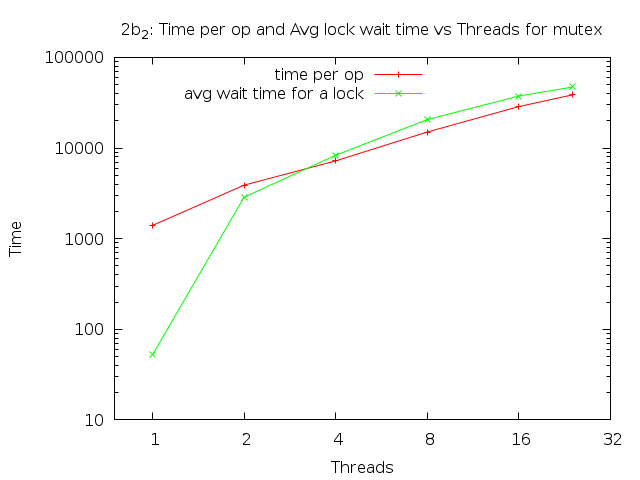 2b₂: Time per op and Avg lock wait time vs Threads for mutex
time per op
avg wait time for a lock
100000
10000
1000
100
10
Time
1 2 4 8 16 32
Threads